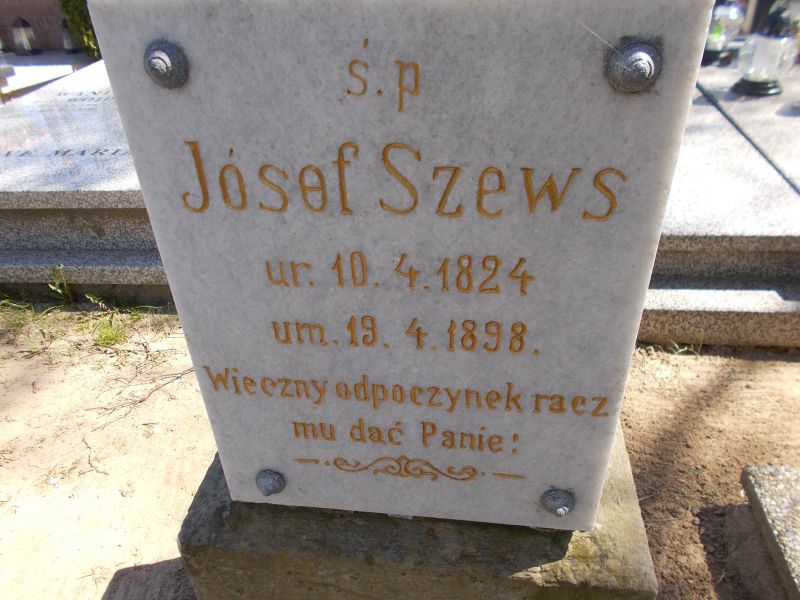 ś.p
Jósef Szews
ur. 10. 4. 1824
um. 19. 4. 1898.
Wieczny odpoczynek racz
mu dać Panie!